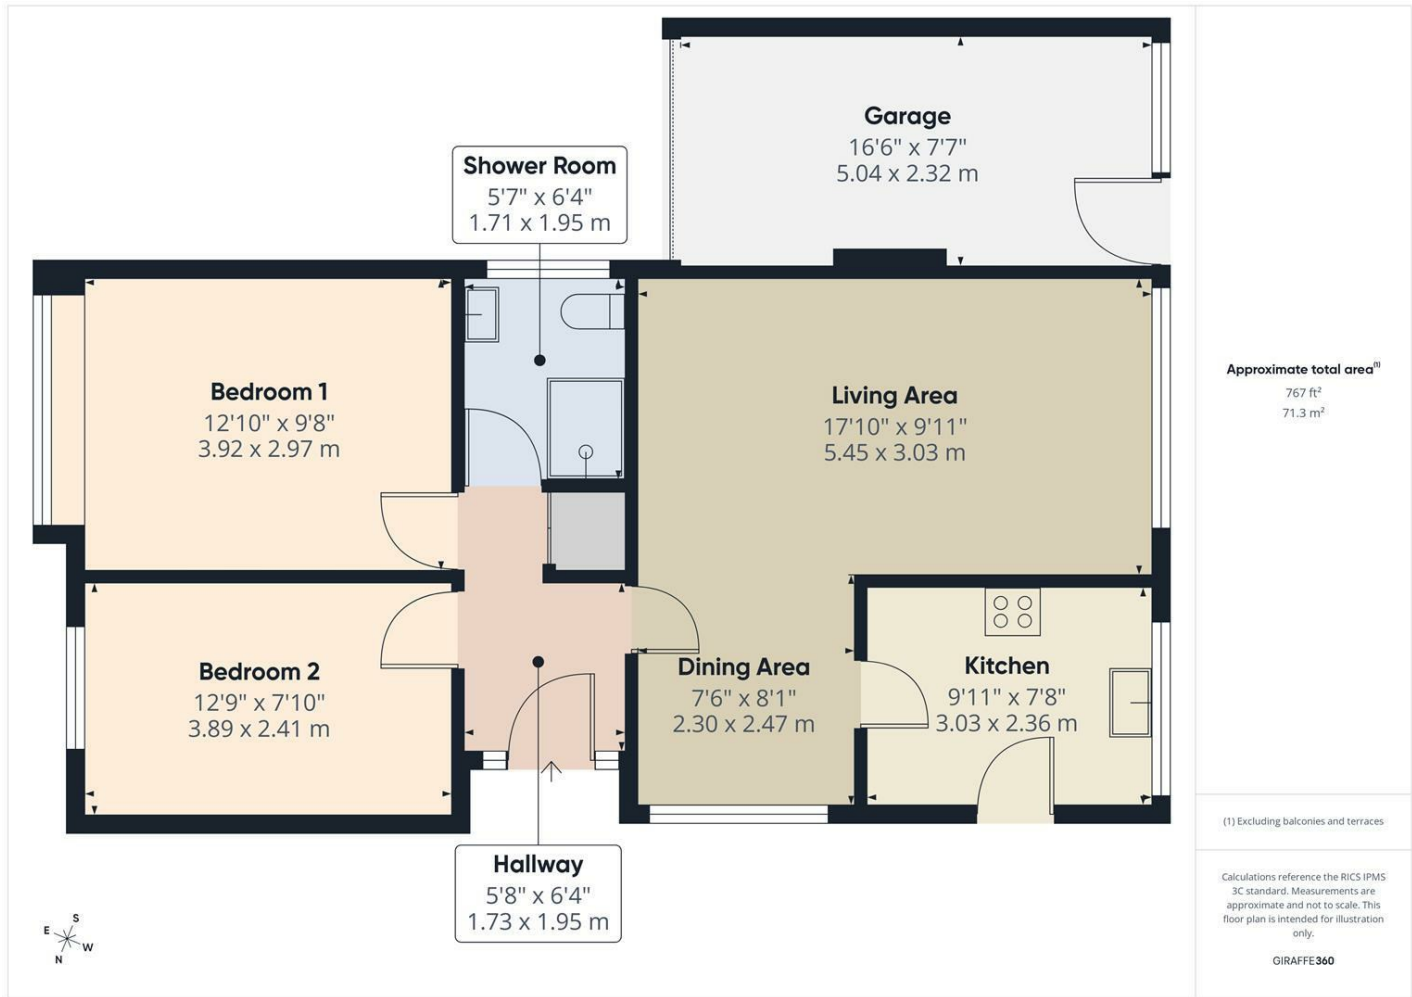 Garage
16'6" x 7'7"
5.04 x 2.32 m
Shower Room
5'7" x 6'4"
1.71 x 1.95 m
Bedroom 1
12'10" x 9'8"
3.92 x 2.97 m
Living Area
17'10" x 9'11"
5.45 x 3.03 m
Bedroom 2
12'9" x 7'10"
3.89 x 2.41 m
Dining Area
7'6" x 8'1"
2.30 x 2.47 m
Kitchen
9'11" x 7'8"
3.03 x 2.36 m
Hallway
5'8" x 6'4"
1.73 x 1.95 m
S
E
W
N
Approximate total area(1)
767 ft²
71.3 m²
(1) Excluding balconies and terraces
Calculations reference the RICS IPMS
3C standard. Measurements are
approximate and not to scale. This
floor plan is intended for illustration
only.
GIRAFFE360